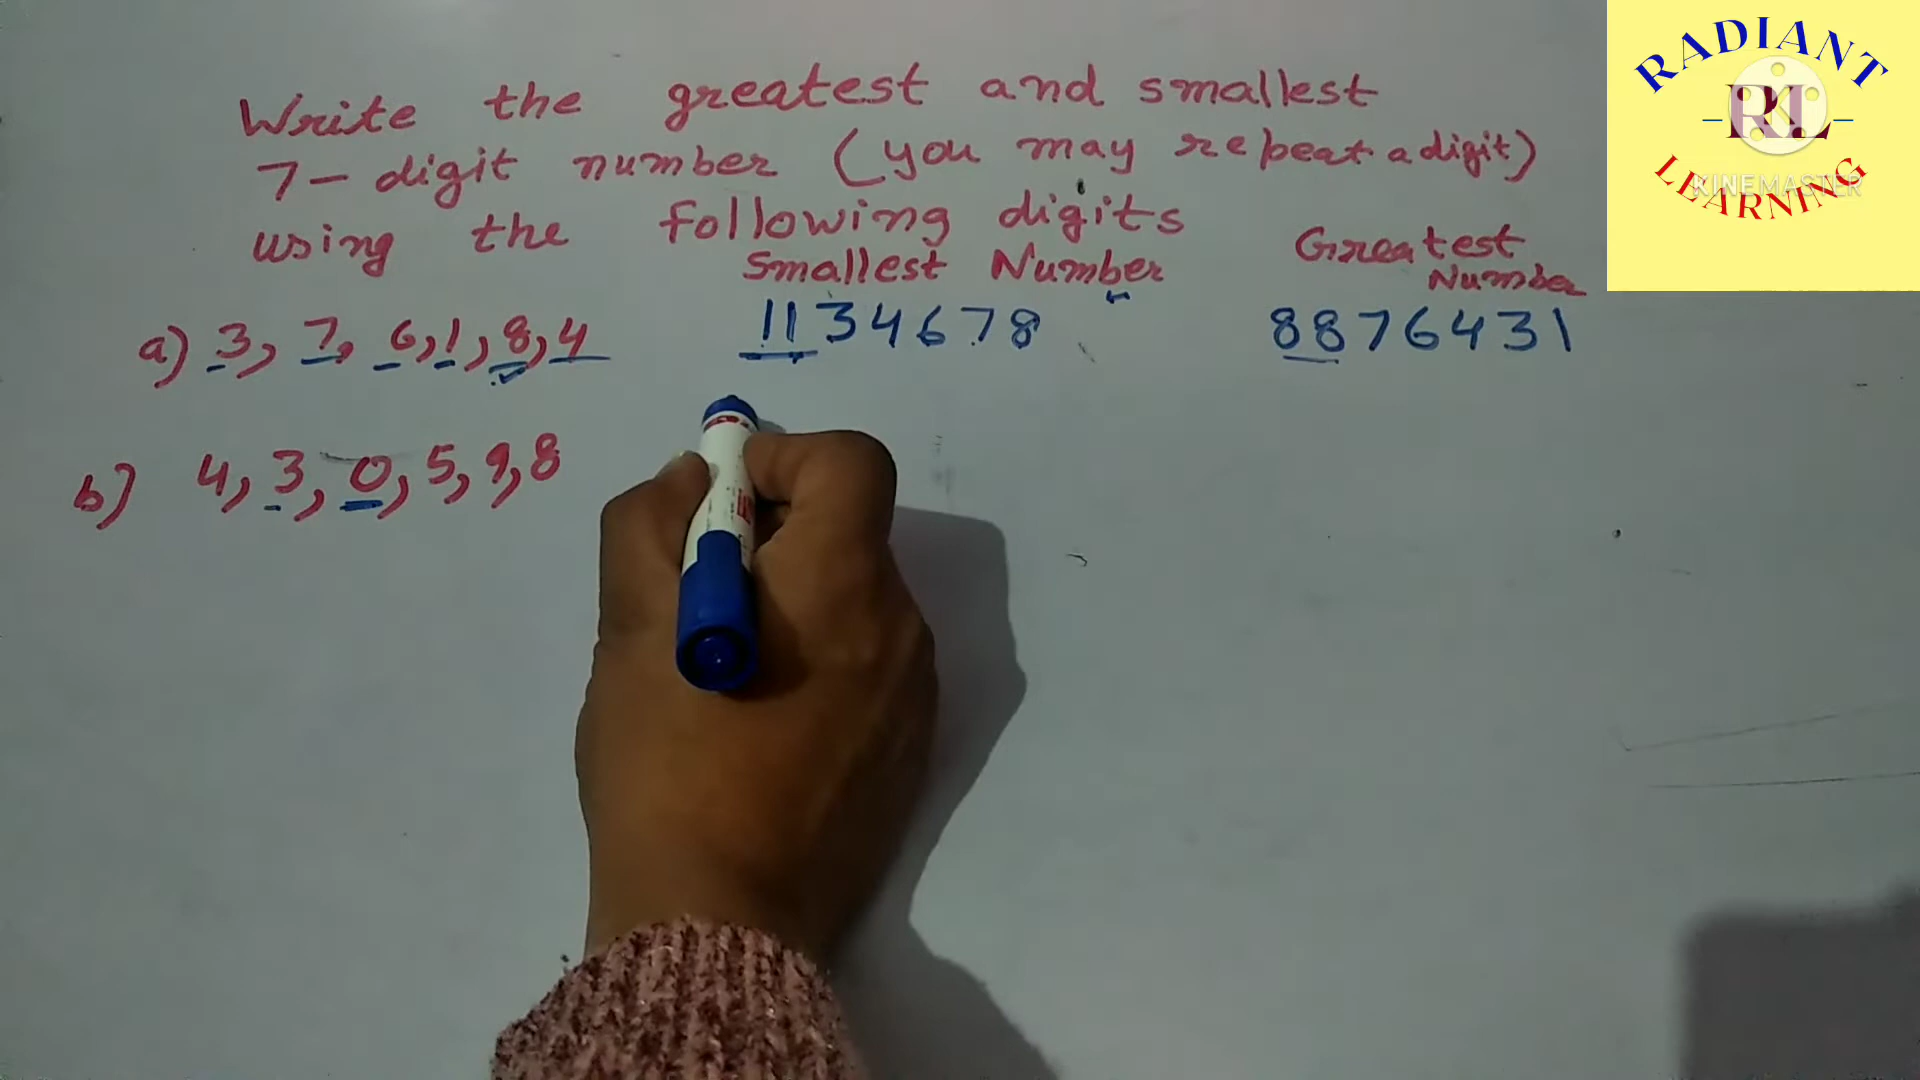 Write the greatest and smallest
7-digit number (you may repeat a digit)
using the following digits
Smallest Number
Greatest Number
a) 3, 7, 6, 1, 8, 4
1134678
8876431
b) 4, 3, 0, 5, 9, 8
RADIANT
RL
KINEMASTER
LEARNING